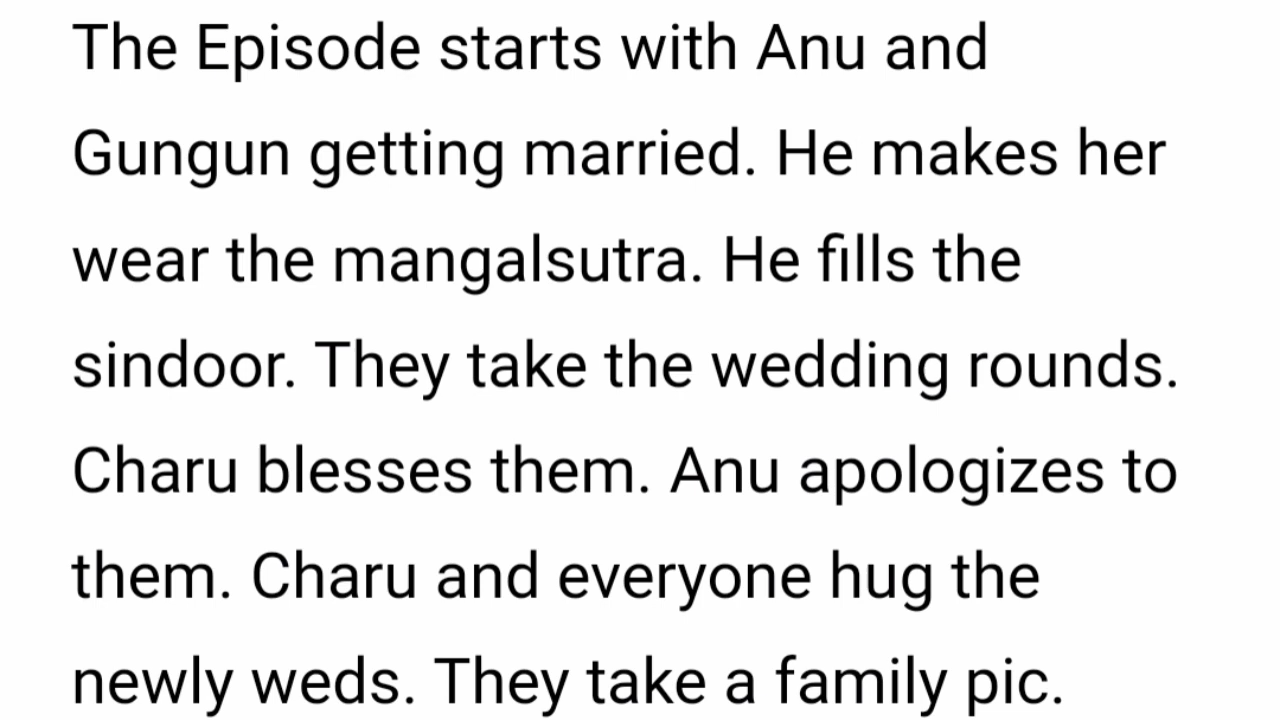 The Episode starts with Anu and
Gungun getting married. He makes her
wear the mangalsutra. He fills the
sindoor. They take the wedding rounds.
Charu blesses them. Anu apologizes to
them. Charu and everyone hug the
newly weds. They take a family pic.